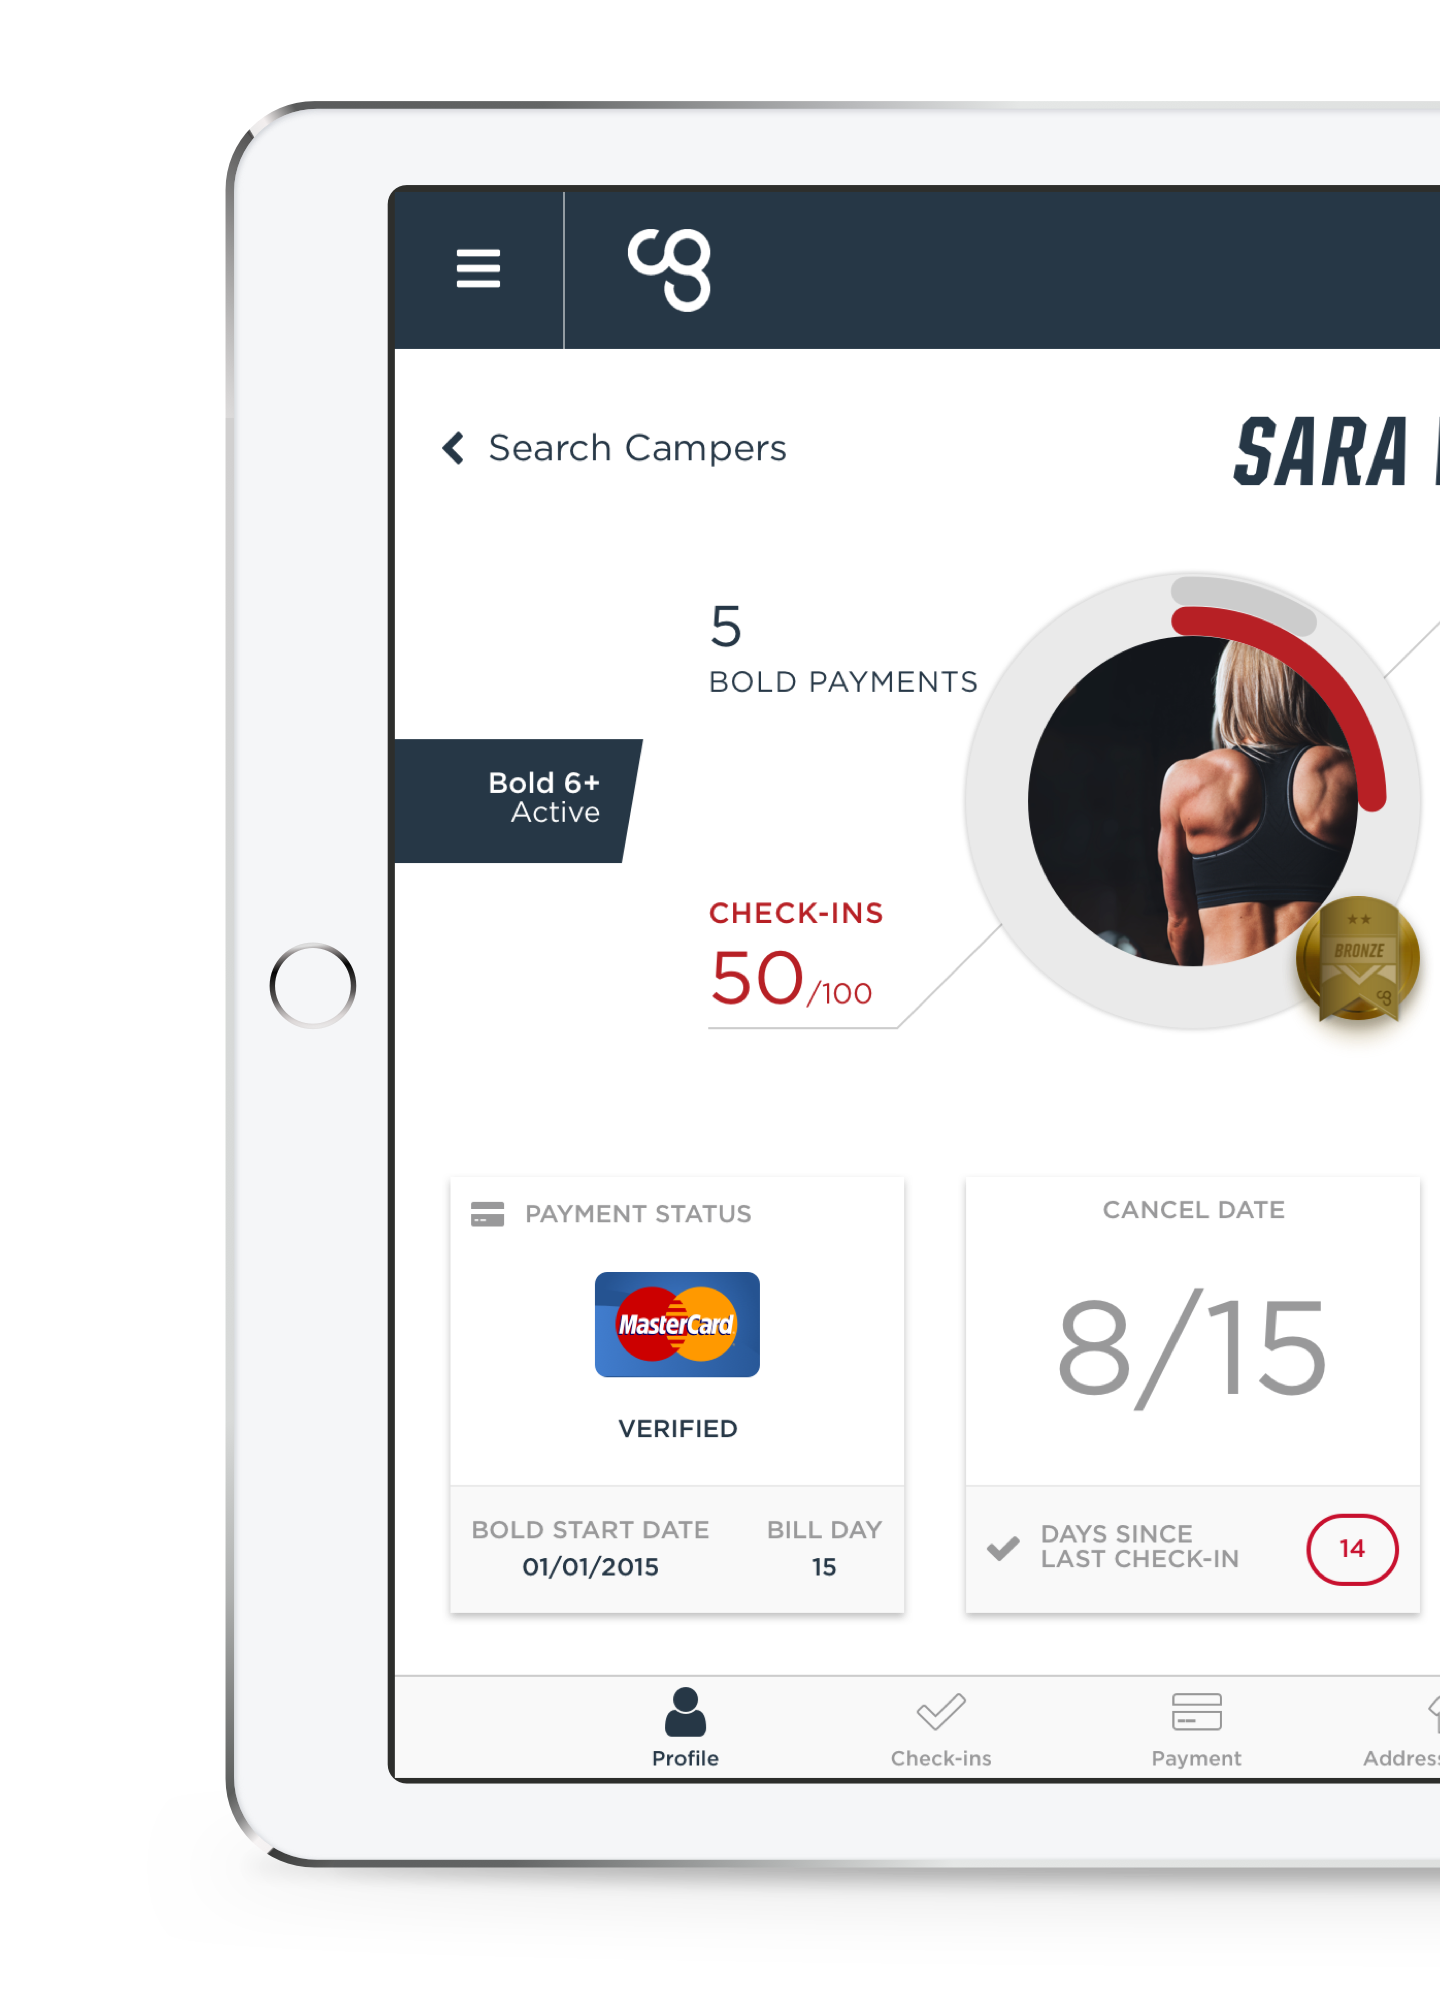 Search Campers
SARA
5
BOLD PAYMENTS
Bold 6+
Active
CHECK-INS
50/100
BRONZE
PAYMENT STATUS
MasterCard
VERIFIED
BOLD START DATE
01/01/2015
BILL DAY
15
CANCEL DATE
8/15
DAYS SINCE
LAST CHECK-IN
14
Profile
Check-ins
Payment
Address